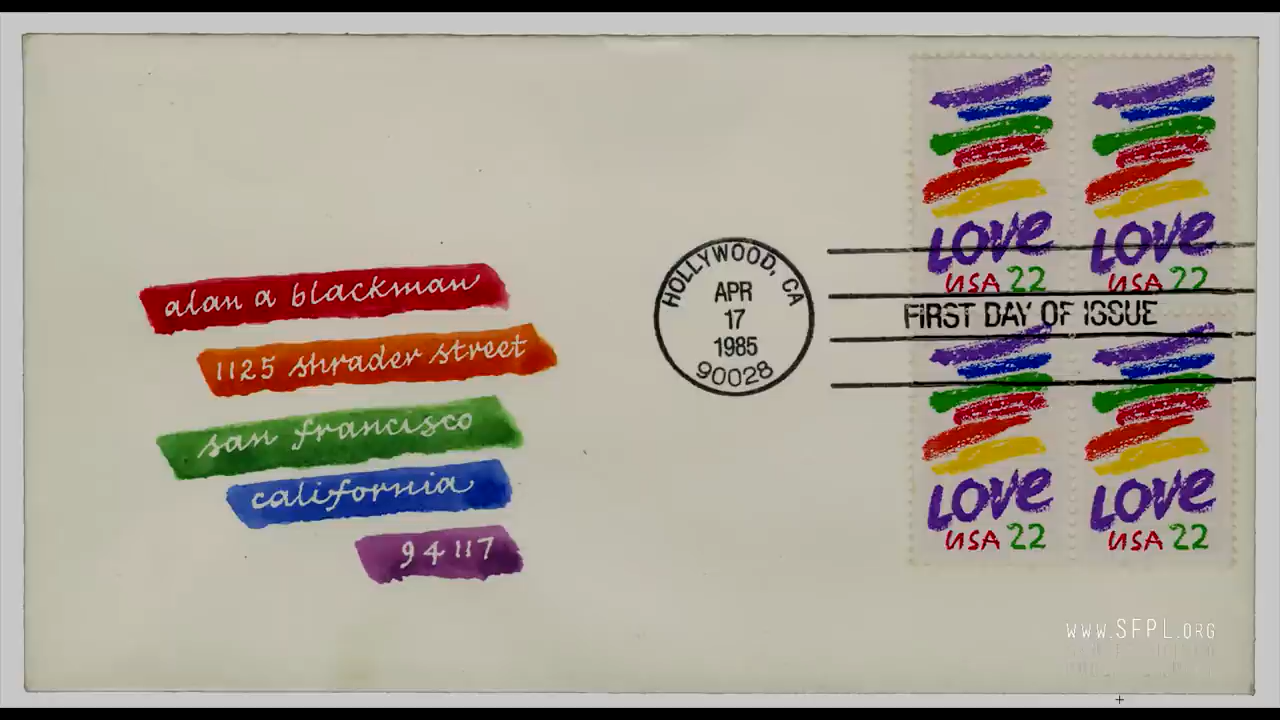 alan a blackman
1125 shrader street
san francisco
california
94117
HOLLYWOOD, CA
APR
17
1985
90028
LOVE
USA 22
LOVE
USA 22
FIRST DAY OF ISSUE
LOVE
USA 22
LOVE
USA 22
www.SFPL.org